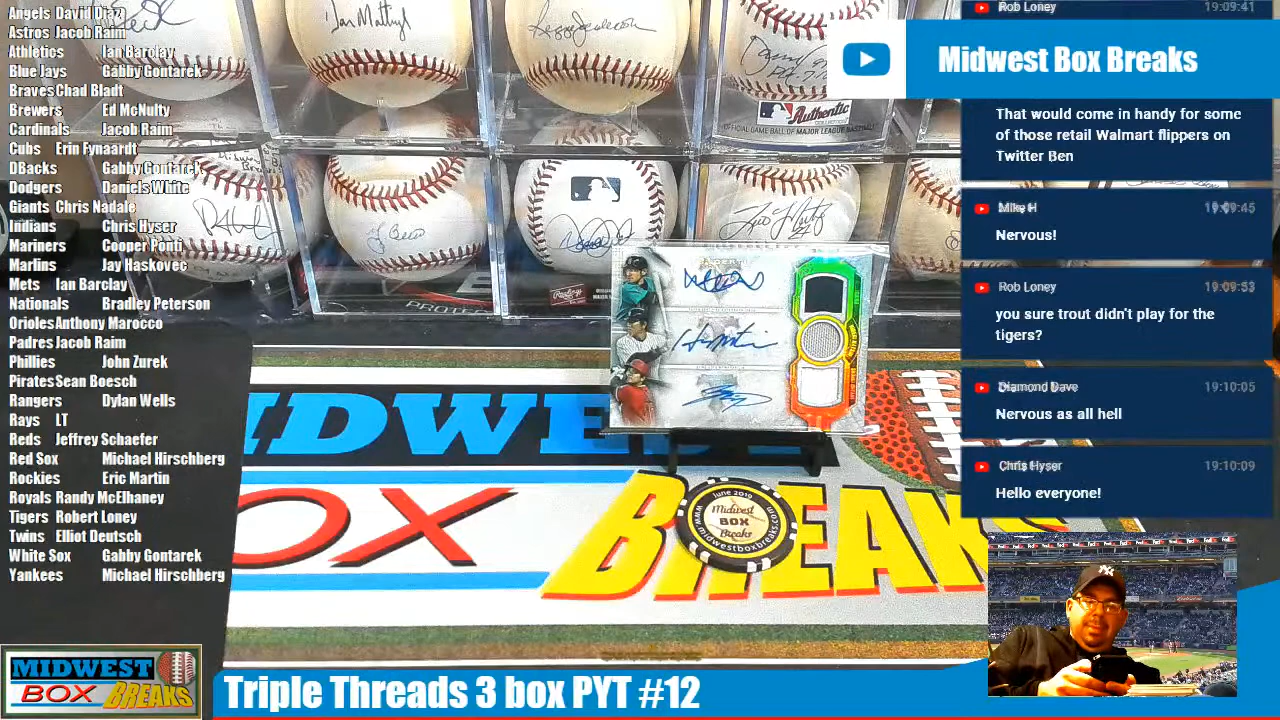 Angels David Diaz
Astros Jacob Raim
Athletics Ian Barclay
Blue Jays Gabby Gontarek
Braves Chad Bladt
Brewers Ed McNulty
Cardinals Jacob Raim
Cubs Erin Fynaardt
DBacks Gabby Gontarek
Dodgers Daniels White
Giants Chris Nadale
Indians Chris Hyser
Mariners Cooper Ponti
Marlins Jay Haskovec
Mets Ian Barclay
Nationals Bradley Peterson
Orioles Anthony Marocco
Padres Jacob Raim
Phillies John Zurek
Pirates Sean Boesch
Rangers Dylan Wells
Rays LT
Reds Jeffrey Schaefer
Red Sox Michael Hirschberg
Rockies Eric Martin
Royals Randy McElhaney
Tigers Robert Loney
Twins Elliot Deutsch
White Sox Gabby Gontarek
Yankees Michael Hirschberg
MIDWEST
BOX BREAKS
Triple Threads 3 box PYT #12
Don Mattingly
Authentic
Rawlings
IDWE
OX BREAK
June 2019
Midwest
BOX
Breaks
www.midwestboxbreaks.com
Rob Loney 19:09:41
Midwest Box Breaks
That would come in handy for some
of those retail Walmart flippers on
Twitter Ben
Mike H 19:09:45
Nervous!
Rob Loney 19:09:53
you sure trout didn't play for the
tigers?
Diamond Dave 19:10:05
Nervous as all hell
Chris Hyser 19:10:09
Hello everyone!